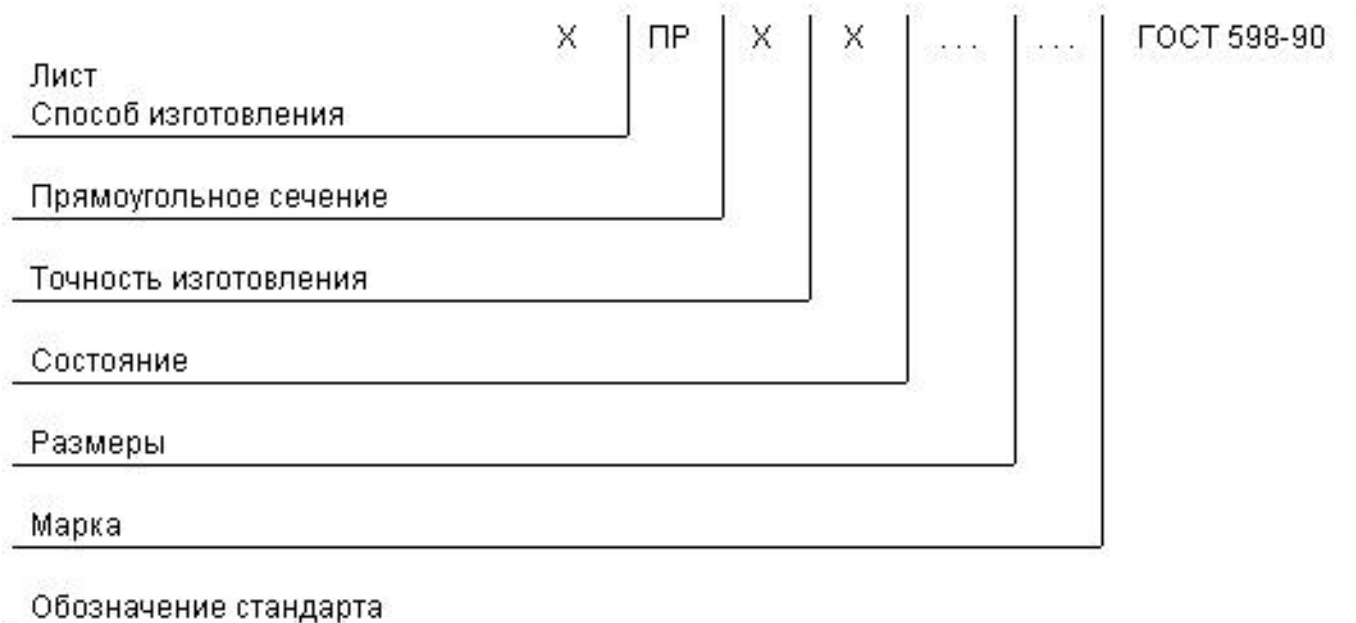 Х ПР Х Х ... ... ГОСТ 598-90
Лист
Способ изготовления
Прямоугольное сечение
Точность изготовления
Состояние
Размеры
Марка
Обозначение стандарта